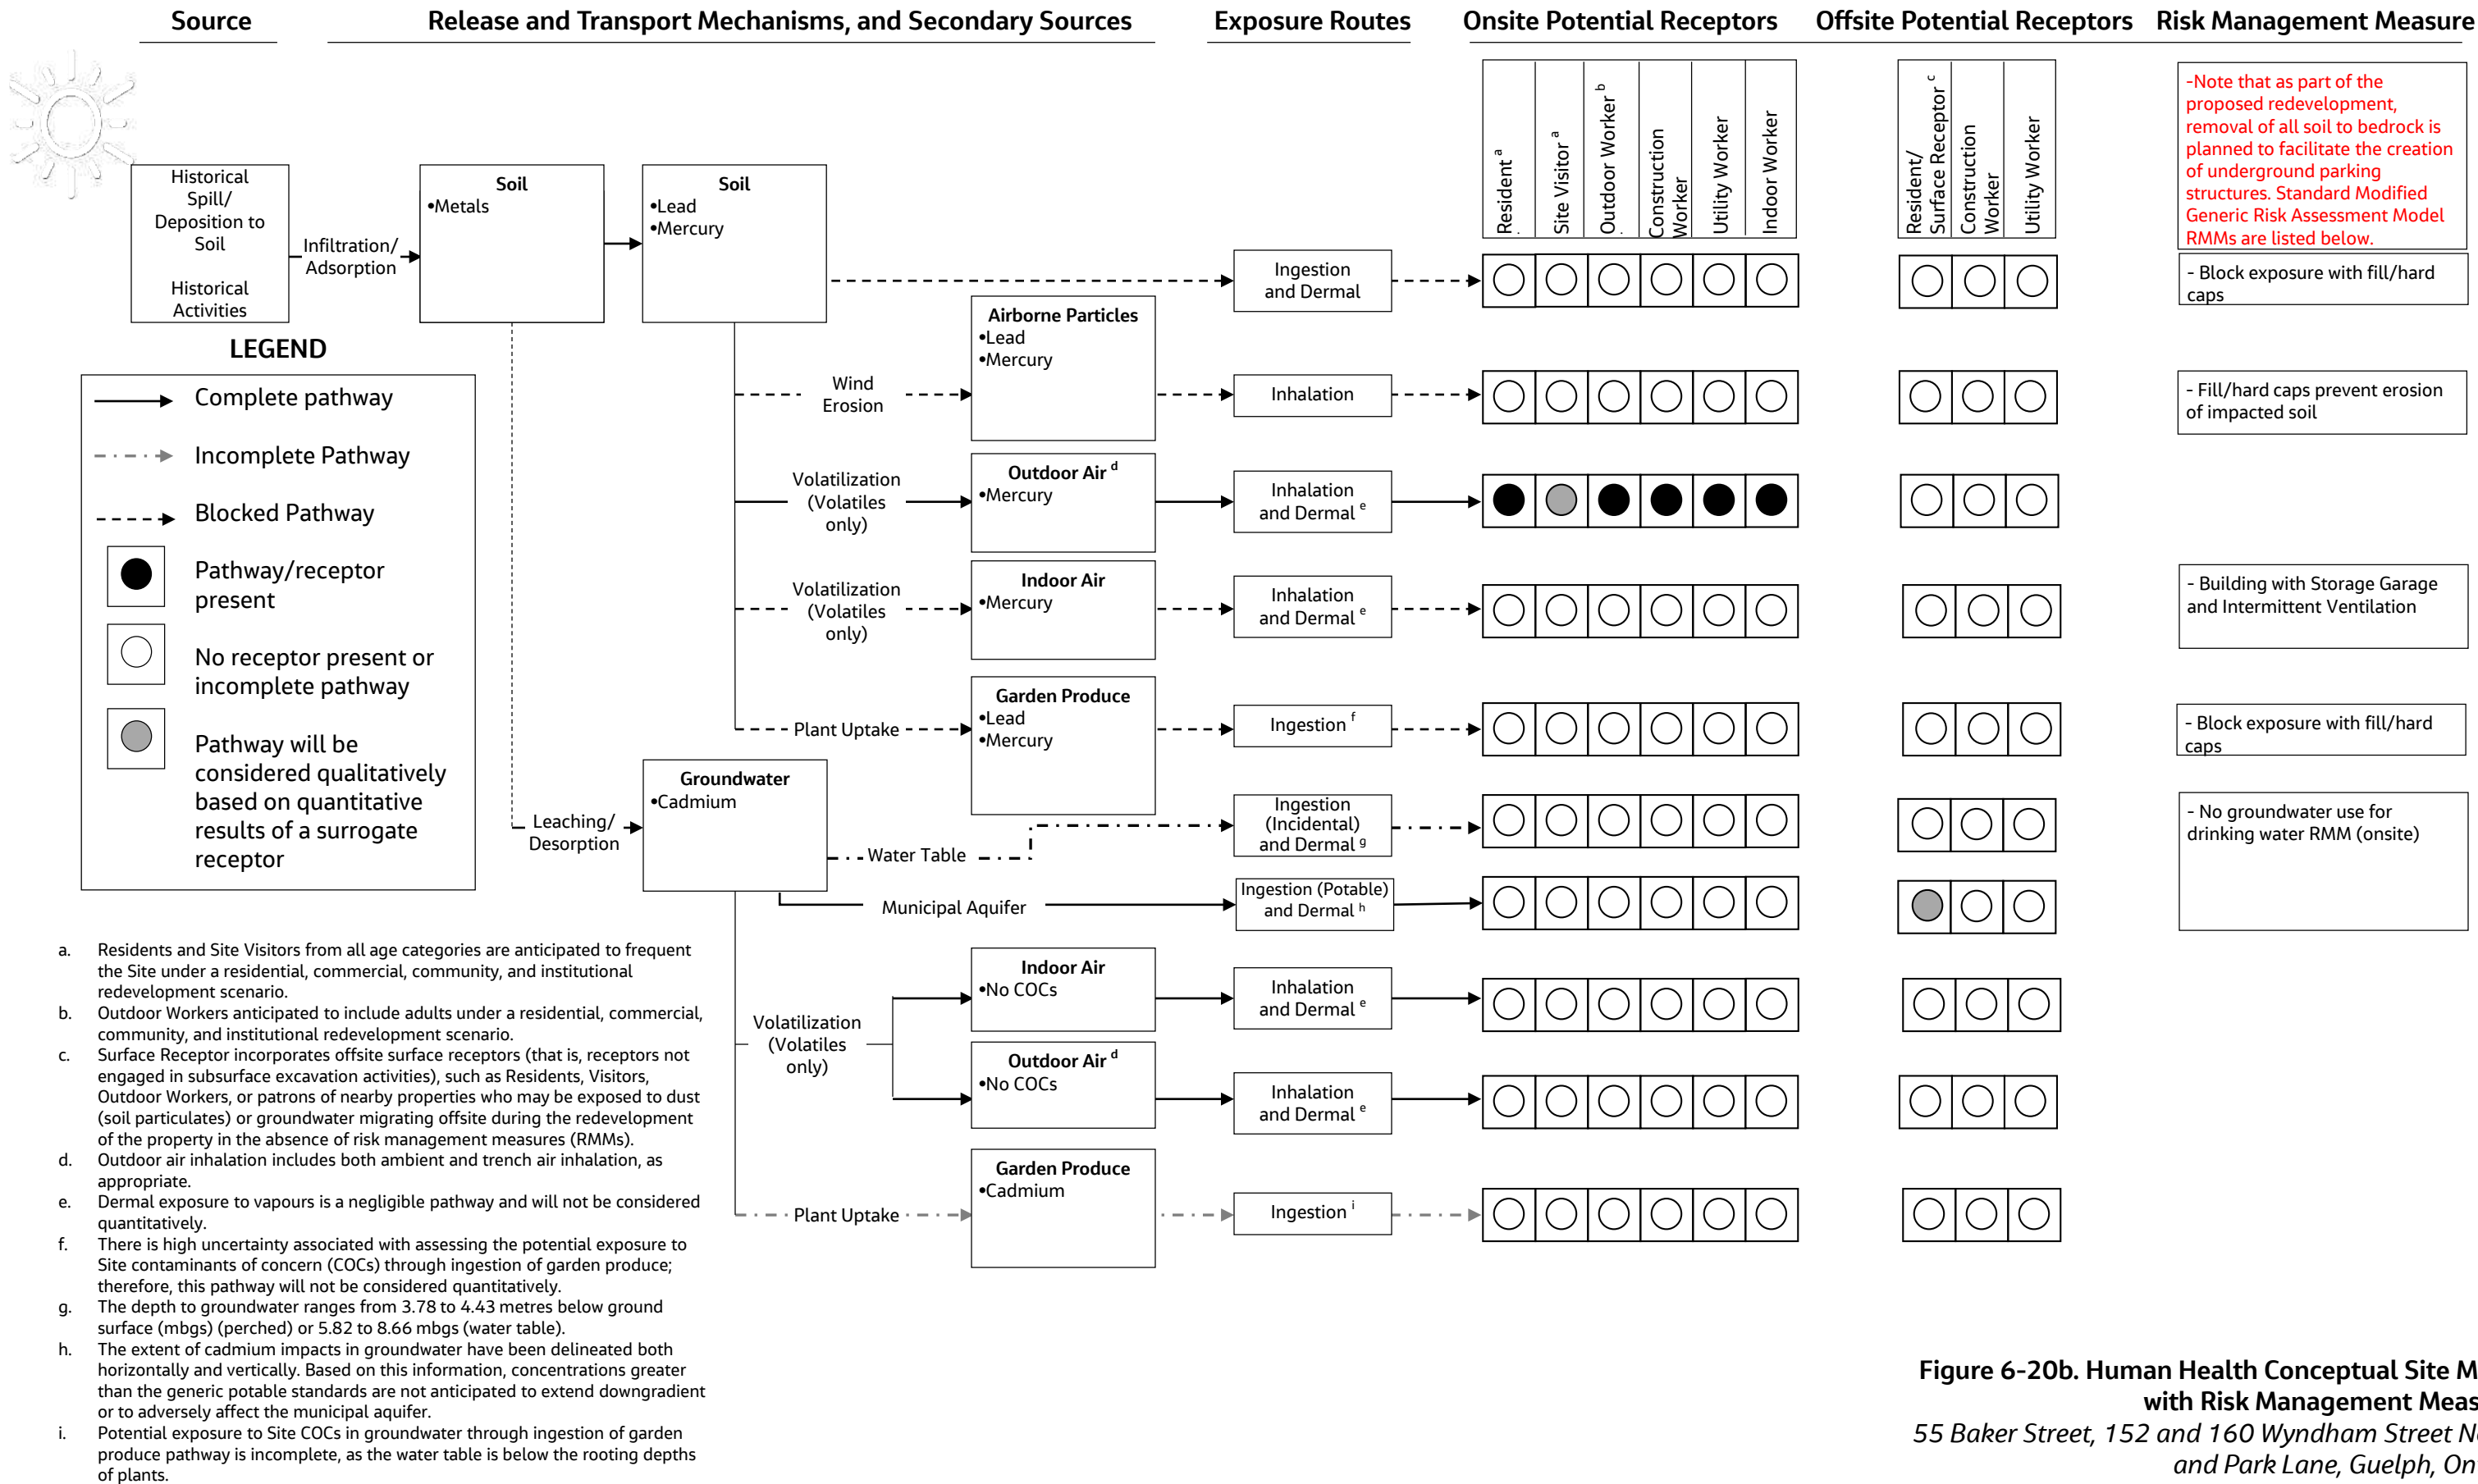 Source
Release and Transport Mechanisms, and Secondary Sources
Exposure Routes
Onsite Potential Receptors
Offsite Potential Receptors
Risk Management Measure
Resident a
Site Visitor a
Outdoor Worker b
Construction
Worker
Utility Worker
Indoor Worker
Resident/
Surface Receptor c
Construction
Worker
Utility Worker
-Note that as part of the
proposed redevelopment,
removal of all soil to bedrock is
planned to facilitate the creation
of underground parking
structures. Standard Modified
Generic Risk Assessment Model
RMMs are listed below.
Historical
Spill/
Deposition to
Soil
Historical
Activities
Infiltration/
Adsorption
Soil
•Metals
Soil
•Lead
•Mercury
Ingestion
and Dermal
- Block exposure with fill/hard
caps
Wind
Erosion
Airborne Particles
•Lead
•Mercury
Inhalation
- Fill/hard caps prevent erosion
of impacted soil
Volatilization
(Volatiles
only)
Outdoor Air d
•Mercury
Inhalation
and Dermal e
Volatilization
(Volatiles
only)
Indoor Air
•Mercury
Inhalation
and Dermal e
- Building with Storage Garage
and Intermittent Ventilation
Plant Uptake
Garden Produce
•Lead
•Mercury
Ingestion f
- Block exposure with fill/hard
caps
Leaching/
Desorption
Groundwater
•Cadmium
Water Table
Ingestion
(Incidental)
and Dermal g
- No groundwater use for
drinking water RMM (onsite)
Municipal Aquifer
Ingestion (Potable)
and Dermal h
Volatilization
(Volatiles
only)
Indoor Air
•No COCs
Inhalation
and Dermal e
Outdoor Air d
•No COCs
Inhalation
and Dermal e
Plant Uptake
Garden Produce
•Cadmium
Ingestion i
LEGEND
Complete pathway
Incomplete Pathway
Blocked Pathway
Pathway/receptor
present
No receptor present or
incomplete pathway
Pathway will be
considered qualitatively
based on quantitative
results of a surrogate
receptor
a. Residents and Site Visitors from all age categories are anticipated to frequent
the Site under a residential, commercial, community, and institutional
redevelopment scenario.
b. Outdoor Workers anticipated to include adults under a residential, commercial,
community, and institutional redevelopment scenario.
c. Surface Receptor incorporates offsite surface receptors (that is, receptors not
engaged in subsurface excavation activities), such as Residents, Visitors,
Outdoor Workers, or patrons of nearby properties who may be exposed to dust
(soil particulates) or groundwater migrating offsite during the redevelopment
of the property in the absence of risk management measures (RMMs).
d. Outdoor air inhalation includes both ambient and trench air inhalation, as
appropriate.
e. Dermal exposure to vapours is a negligible pathway and will not be considered
quantitatively.
f. There is high uncertainty associated with assessing the potential exposure to
Site contaminants of concern (COCs) through ingestion of garden produce;
therefore, this pathway will not be considered quantitatively.
g. The depth to groundwater ranges from 3.78 to 4.43 metres below ground
surface (mbgs) (perched) or 5.82 to 8.66 mbgs (water table).
h. The extent of cadmium impacts in groundwater have been delineated both
horizontally and vertically. Based on this information, concentrations greater
than the generic potable standards are not anticipated to extend downgradient
or to adversely affect the municipal aquifer.
i. Potential exposure to Site COCs in groundwater through ingestion of garden
produce pathway is incomplete, as the water table is below the rooting depths
of plants.
Figure 6-20b. Human Health Conceptual Site M
with Risk Management Meas
55 Baker Street, 152 and 160 Wyndham Street No
and Park Lane, Guelph, On